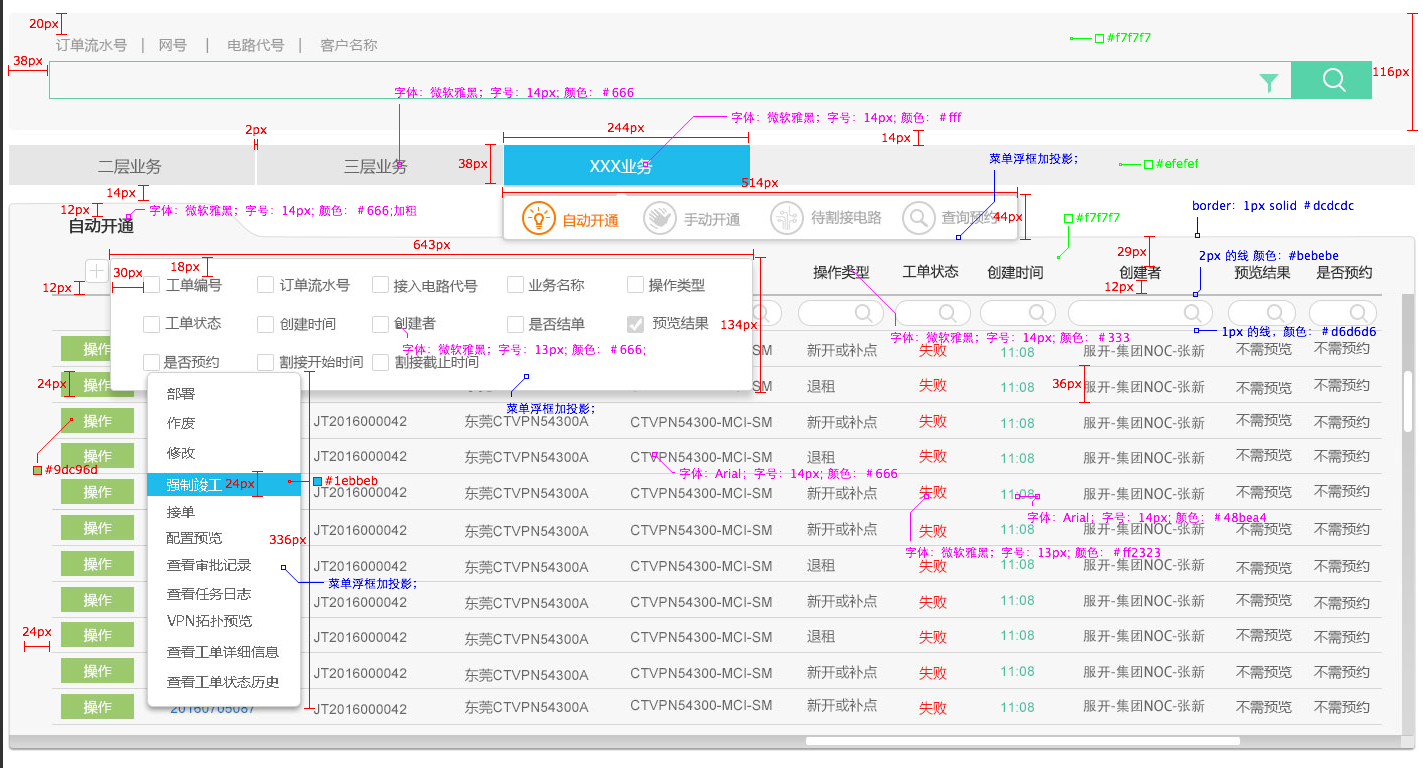 20px
订单流水号 | 网号 | 电路代号 | 客户名称
#f7f7f7
38px
116px
字体：微软雅黑；字号：14px; 颜色：＃666
字体：微软雅黑；字号：14px; 颜色：＃fff
2px
244px
14px
二层业务
三层业务
38px
XXX业务
菜单浮框加投影；
#efefef
514px
14px
12px
字体：微软雅黑；字号：14px; 颜色：＃666;加粗
自动开通
自动开通
手动开通
待割接电路
查询预约
44px
#f7f7f7
border：1px solid ＃dcdcdc
643px
29px
2px 的线 颜色：#bebebe
18px
30px
12px
工单编号 订单流水号 接入电路代号 业务名称 操作类型
操作类型 工单状态 创建时间 创建者 预览结果 是否预约
12px
工单状态 创建时间 创建者 是否结单 预览结果
134px
1px 的线，颜色：＃d6d6d6
字体：微软雅黑；字号：14px; 颜色：＃333
字体：微软雅黑；字号：13px; 颜色：＃666;
是否预约 割接开始时间 割接截止时间
操作 SM 新开或补点 失败 11:08 服开-集团NOC-张新 不需预览 不需预约
24px
操作 SM 退租 失败 11:08 服开-集团NOC-张新 不需预览 不需预约
36px
菜单浮框加投影；
操作 JT2016000042 东莞CTVPN54300A CTVPN54300-MCI-SM 新开或补点 失败 11:08 服开-集团NOC-张新 不需预览 不需预约
操作 JT2016000042 东莞CTVPN54300A CTVPN54300-MCI-SM 退租 失败 11:08 服开-集团NOC-张新 不需预览 不需预约
#9dc96d
字体：Arial；字号：14px; 颜色：＃666
#1ebbeb
操作 JT2016000042 东莞CTVPN54300A CTVPN54300-MCI-SM 新开或补点 失败 11:08 服开-集团NOC-张新 不需预览 不需预约
字体：Arial；字号：14px; 颜色：＃48bea4
操作 JT2016000042 东莞CTVPN54300A CTVPN54300-MCI-SM 新开或补点 失败 11:08 服开-集团NOC-张新 不需预览 不需预约
字体：微软雅黑；字号：13px; 颜色：＃ff2323
操作 JT2016000042 东莞CTVPN54300A CTVPN54300-MCI-SM 退租 失败 11:08 服开-集团NOC-张新 不需预览 不需预约
菜单浮框加投影；
操作 JT2016000042 东莞CTVPN54300A CTVPN54300-MCI-SM 新开或补点 失败 11:08 服开-集团NOC-张新 不需预览 不需预约
24px
操作 JT2016000042 东莞CTVPN54300A CTVPN54300-MCI-SM 退租 失败 11:08 服开-集团NOC-张新 不需预览 不需预约
操作 JT2016000042 东莞CTVPN54300A CTVPN54300-MCI-SM 新开或补点 失败 11:08 服开-集团NOC-张新 不需预览 不需预约
操作 20160705087 JT2016000042 东莞CTVPN54300A CTVPN54300-MCI-SM 新开或补点 失败 11:08 服开-集团NOC-张新 不需预览 不需预约
部署
作废
修改
强制竣工
24px
接单
配置预览
336px
查看审批记录
查看任务日志
VPN拓扑预览
查看工单详细信息
查看工单状态历史